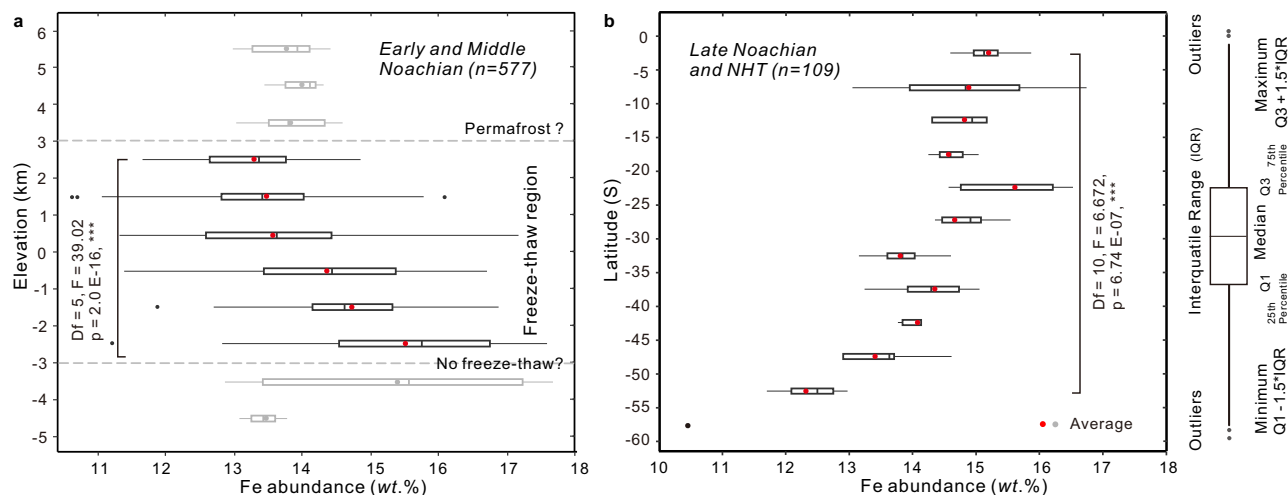 a
Early and Middle
Noachian (n=577)
Permafrost ?
Freeze-thaw region
No freeze-thaw?
Df = 5, F = 39.02
p = 2.0 E-16, ***
Elevation (km)
6
5
4
3
2
1
0
-1
-2
-3
-4
-5
11
12
13
14
15
16
17
18
Fe abundance (wt.%)
b
Late Noachian
and NHT (n=109)
Df = 10, F = 6.672,
p = 6.74 E-07, ***
Average
Latitude (S)
0
-5
-10
-15
-20
-25
-30
-35
-40
-45
-50
-55
-60
10
11
12
13
14
15
16
17
18
Fe abundance (wt.%)
Outliers
Maximum
Q3 + 1.5*IQR
Interquatile Range (IQR)
75th
Percentile
Q3
Median
Q1
25th
Percentile
Minimum
Q1 - 1.5*IQR
Outliers